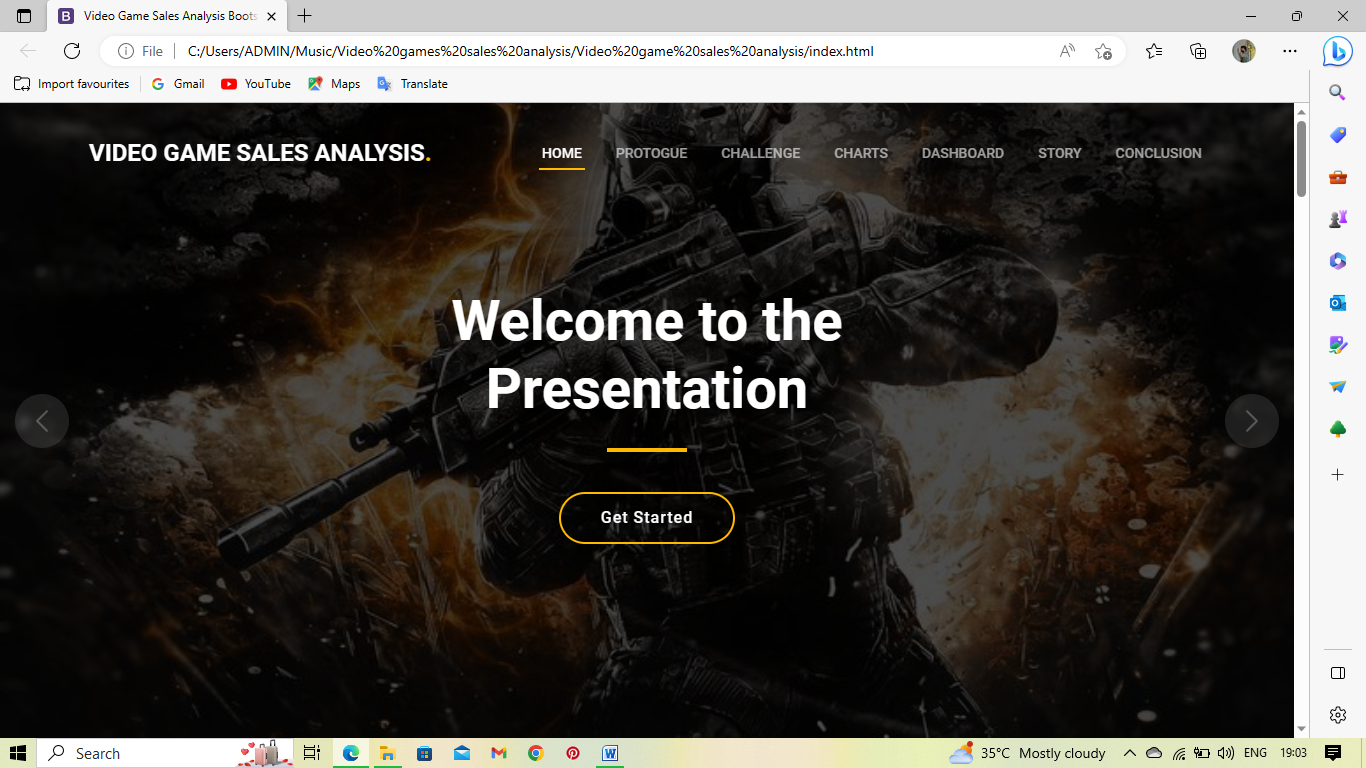 Video Game Sales Analysis Boots
File
C:/Users/ADMIN/Music/Video%20games%20sales%20analysis/Video%20game%20sales%20analysis/index.html
Import favourites Gmail YouTube Maps Translate
VIDEO GAME SALES ANALYSIS.
HOME PROTOGUE CHALLENGE CHARTS DASHBOARD STORY CONCLUSION
Welcome to the
Presentation
Get Started
Search
35°C Mostly cloudy ENG 19:03